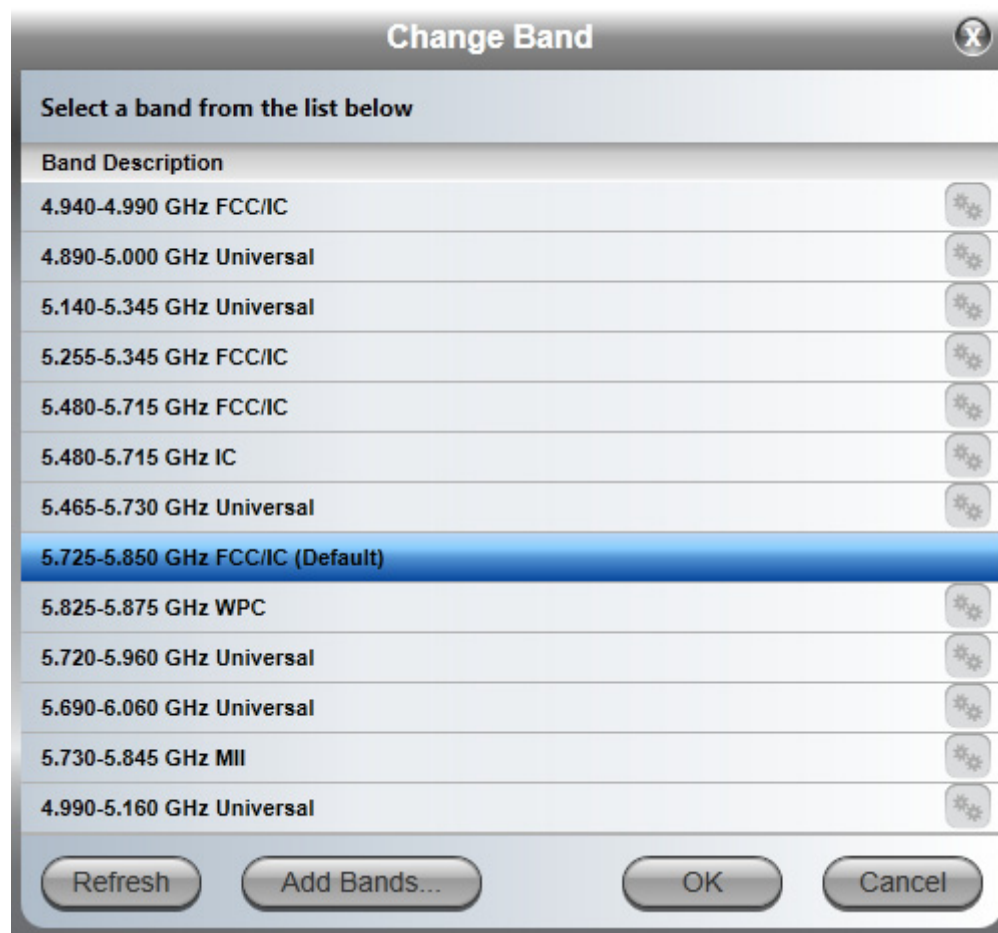 Change Band
X
Select a band from the list below
Band Description
4.940-4.990 GHz FCC/IC
4.890-5.000 GHz Universal
5.140-5.345 GHz Universal
5.255-5.345 GHz FCC/IC
5.480-5.715 GHz FCC/IC
5.480-5.715 GHz IC
5.465-5.730 GHz Universal
5.725-5.850 GHz FCC/IC (Default)
5.825-5.875 GHz WPC
5.720-5.960 GHz Universal
5.690-6.060 GHz Universal
5.730-5.845 GHz MII
4.990-5.160 GHz Universal
Refresh Add Bands... OK Cancel